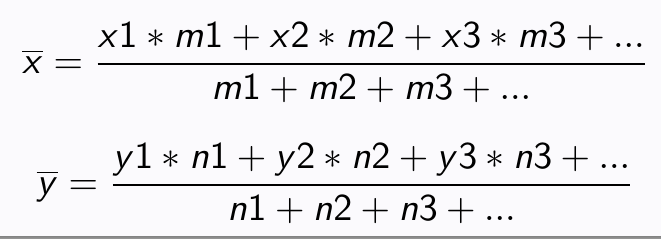 x̅ = (x1 * m1 + x2 * m2 + x3 * m3 + ...) / (m1 + m2 + m3 + ...)
y̅ = (y1 * n1 + y2 * n2 + y3 * n3 + ...) / (n1 + n2 + n3 + ...)